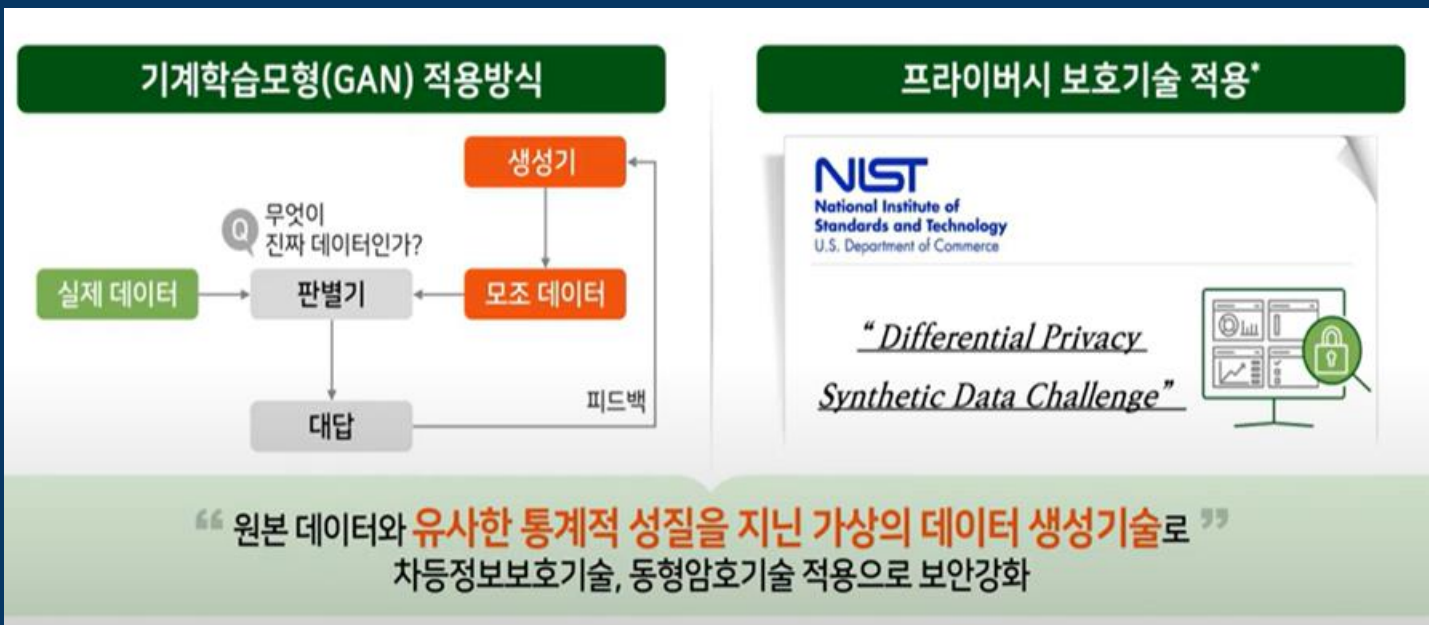 기계학습모형(GAN) 적용방식
생성기
Q 무엇이
진짜 데이터인가?
실제 데이터
판별기
모조 데이터
피드백
대답
프라이버시 보호기술 적용*
NIST
National Institute of
Standards and Technology
U.S. Department of Commerce
“ Differential Privacy
Synthetic Data Challenge”
“ 원본 데이터와 유사한 통계적 성질을 지닌 가상의 데이터 생성기술로 ”
차등정보보호기술, 동형암호기술 적용으로 보안강화